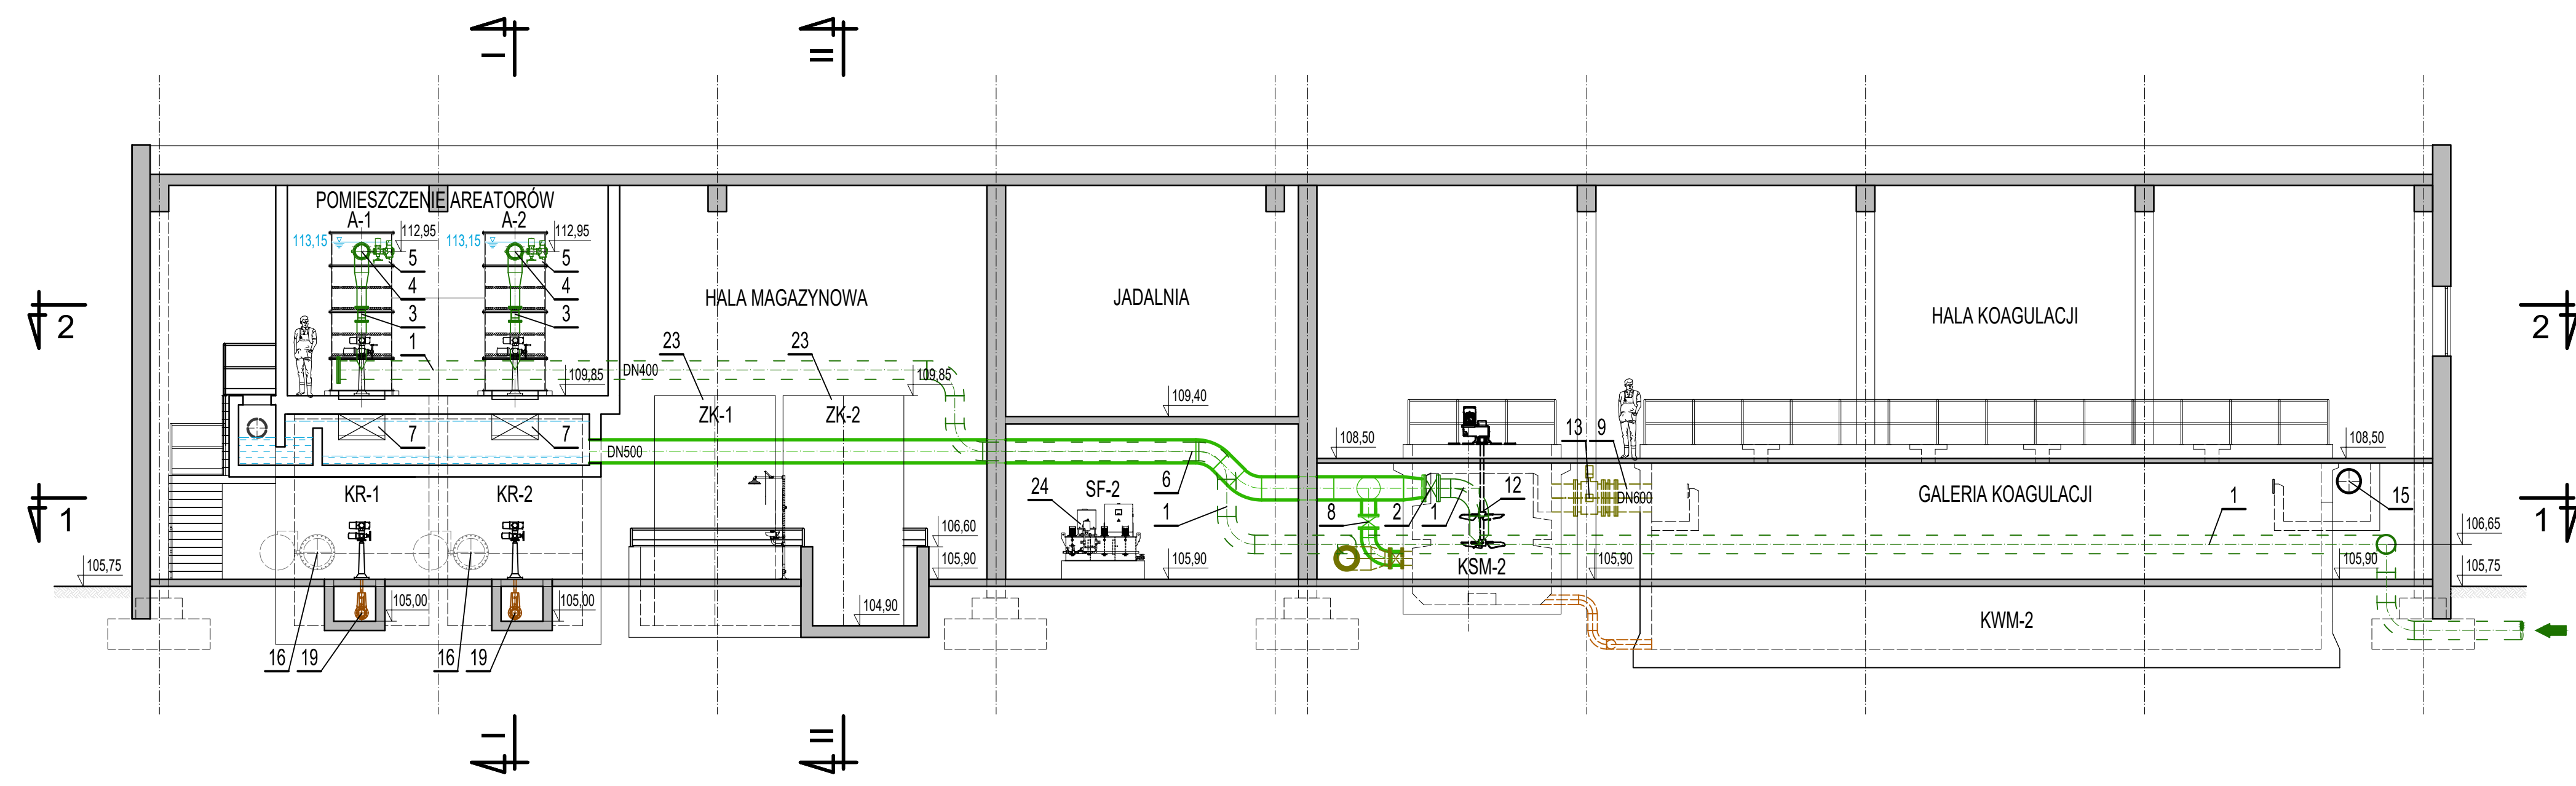 I
II
POMIESZCZENIE AREATORÓW
A-1
A-2
113,15
112,95
113,15
112,95
5
5
4
4
3
3
1
2
2
HALA MAGAZYNOWA
JADALNIA
HALA KOAGULACJI
23
23
DN400
109,85
109,85
ZK-1
ZK-2
109,40
7
7
DN500
108,50
13
9
108,50
KR-1
KR-2
6
24
SF-2
1
8
2
1
12
DN600
GALERIA KOAGULACJI
1
15
1
1
106,60
106,65
105,75
105,90
105,90
KSM-2
105,90
105,90
105,75
105,00
105,00
104,90
KWM-2
16
19
16
19
I
II